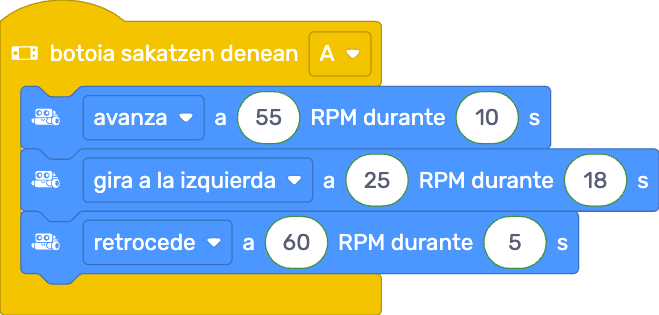 botoia sakatzen denean A
avanza a 55 RPM durante 10 s
gira a la izquierda a 25 RPM durante 18 s
retrocede a 60 RPM durante 5 s